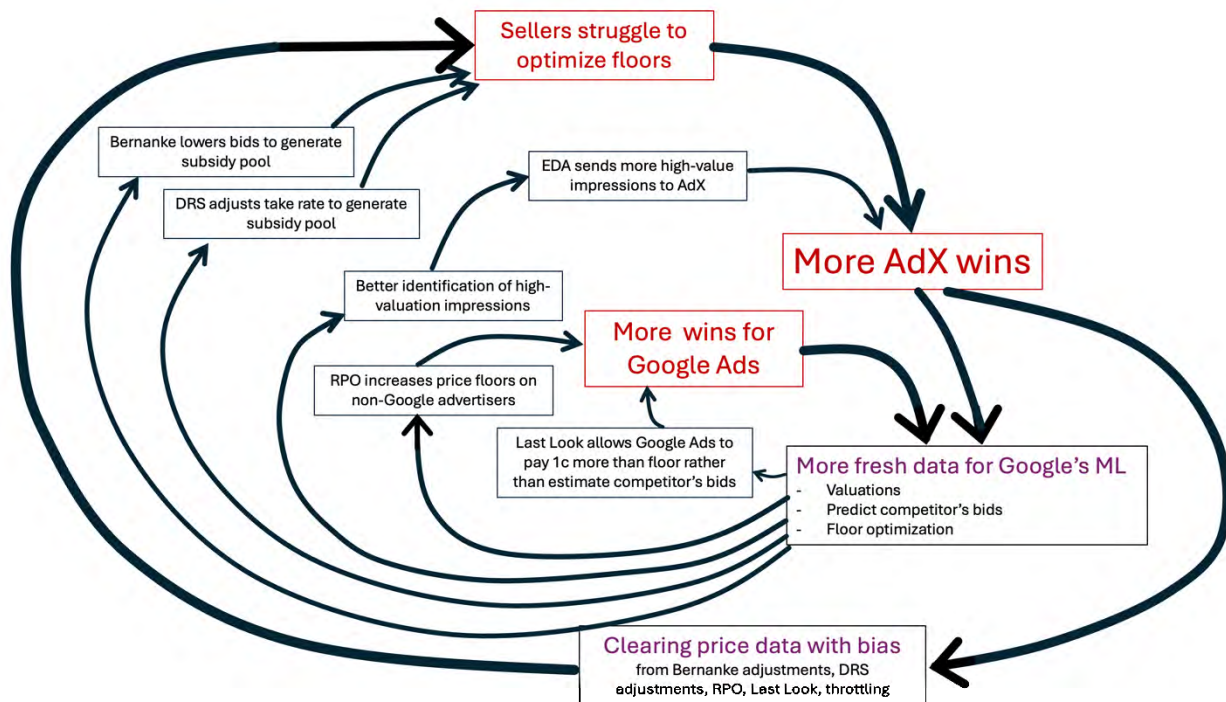 Sellers struggle to
optimize floors
Bernanke lowers bids to generate
subsidy pool
EDA sends more high-value
impressions to AdX
DRS adjusts take rate to generate
subsidy pool
More AdX wins
Better identification of high-
valuation impressions
More wins for
Google Ads
RPO increases price floors on
non-Google advertisers
Last Look allows Google Ads to
pay 1c more than floor rather
than estimate competitor's bids
More fresh data for Google's ML
- Valuations
- Predict competitor's bids
- Floor optimization
Clearing price data with bias
from Bernanke adjustments, DRS
adjustments, RPO, Last Look, throttling